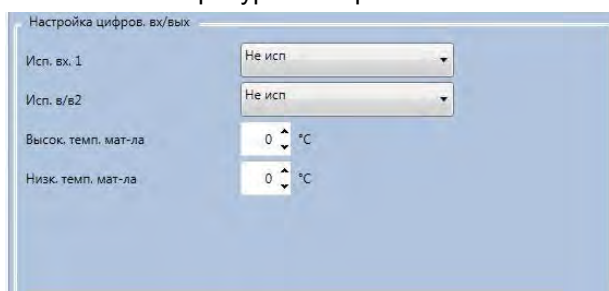 Настройка цифров. вх/вых
Исп. вх. 1 Не исп
Исп. в/в2 Не исп
Высок. темп. мат-ла 0 °C
Низк. темп. мат-ла 0 °C